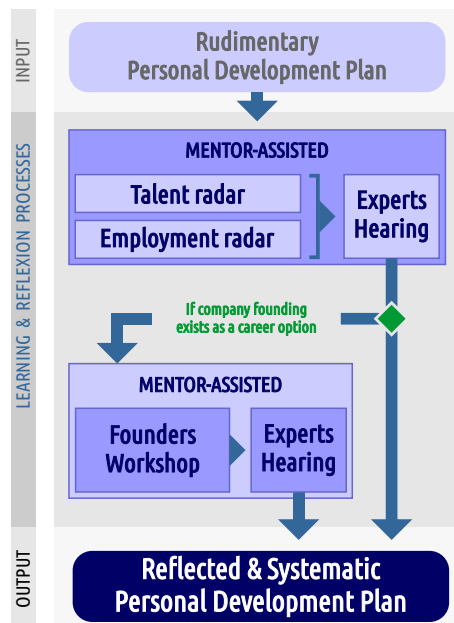 INPUT
Rudimentary
Personal Development Plan
LEARNING & REFLEXION PROCESSES
MENTOR-ASSISTED
Talent radar
Employment radar
Experts
Hearing
If company founding
exists as a career option
MENTOR-ASSISTED
Founders
Workshop
Experts
Hearing
OUTPUT
Reflected & Systematic
Personal Development Plan